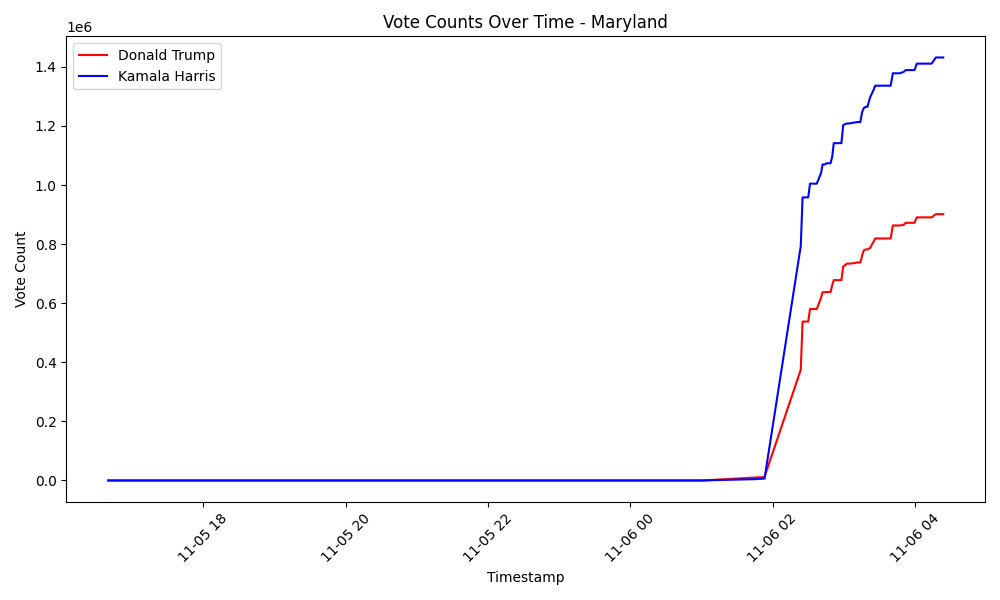 Vote Counts Over Time - Maryland
1e6
Donald Trump
Kamala Harris
1.4
1.2
1.0
0.8
0.6
0.4
0.2
0.0
Vote Count
11-05 18
11-05 20
11-05 22
11-06 00
11-06 02
11-06 04
Timestamp